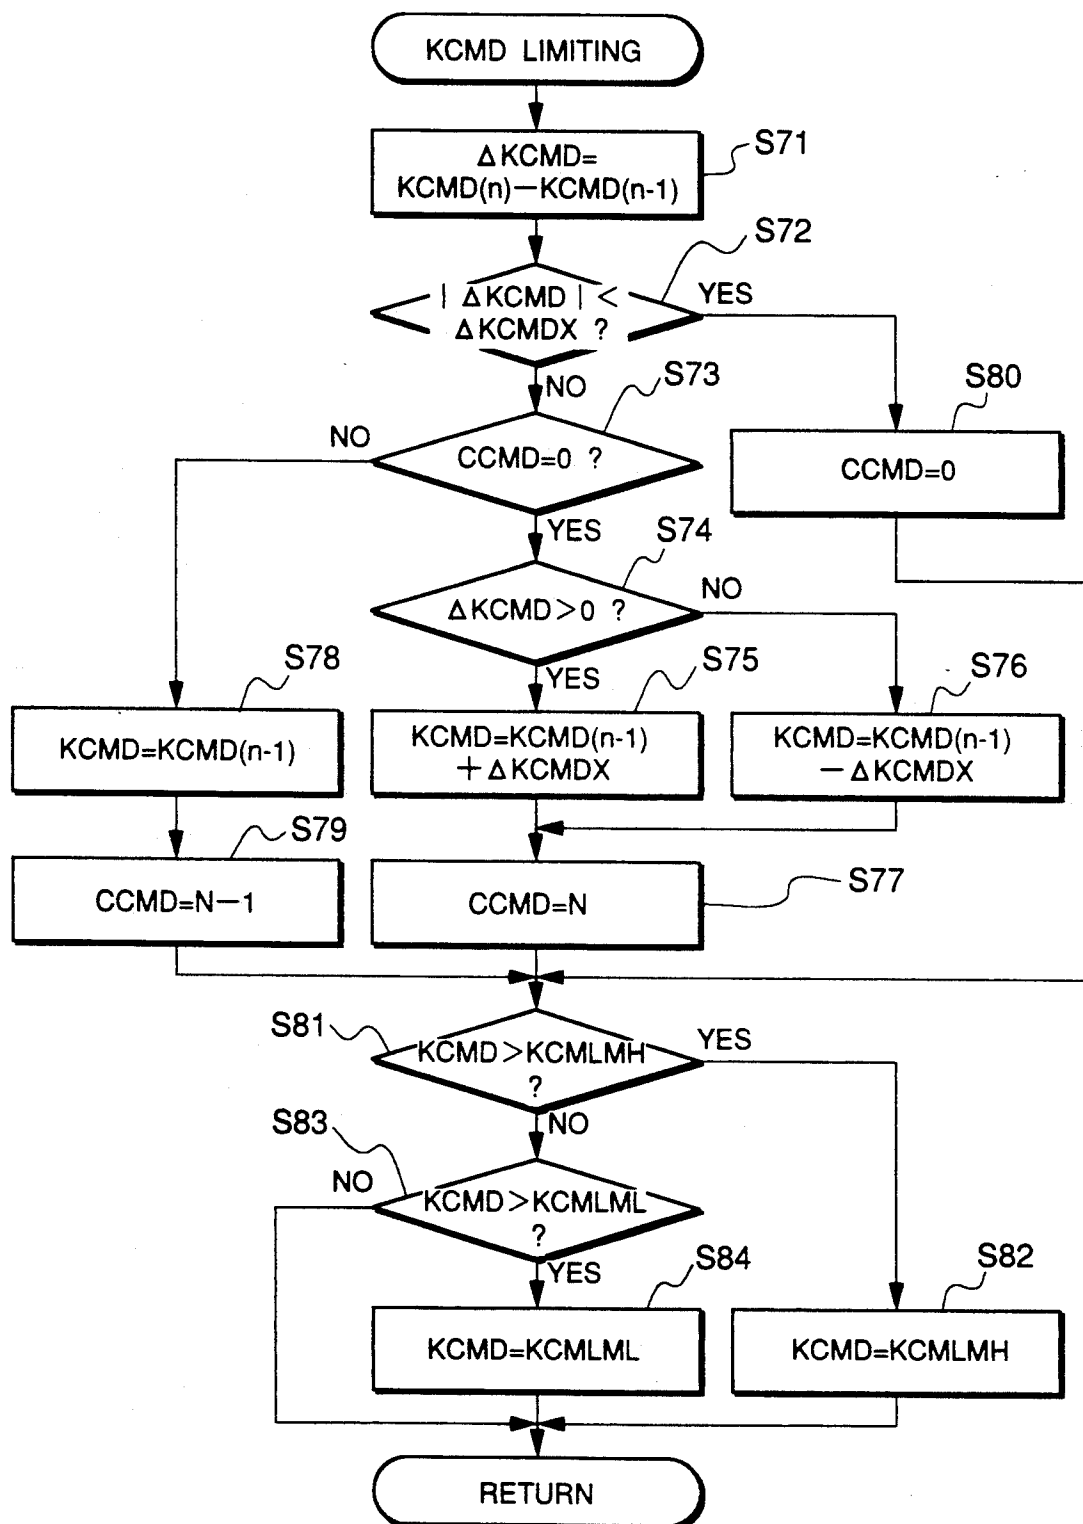 KCMD LIMITING
ΔKCMD=
KCMD(n)−KCMD(n-1)
S71
| ΔKCMD | <
ΔKCMDX ?
S72
YES
NO
CCMD=0 ?
S73
NO
YES
S80
CCMD=0
ΔKCMD>0 ?
S74
NO
YES
S78
KCMD=KCMD(n-1)
S75
KCMD=KCMD(n-1)
+ΔKCMDX
S76
KCMD=KCMD(n-1)
−ΔKCMDX
S79
CCMD=N−1
CCMD=N
S77
S81
KCMD>KCMLMH
?
YES
NO
S83
NO
KCMD>KCMLML
?
YES
S84
KCMD=KCMLML
S82
KCMD=KCMLMH
RETURN